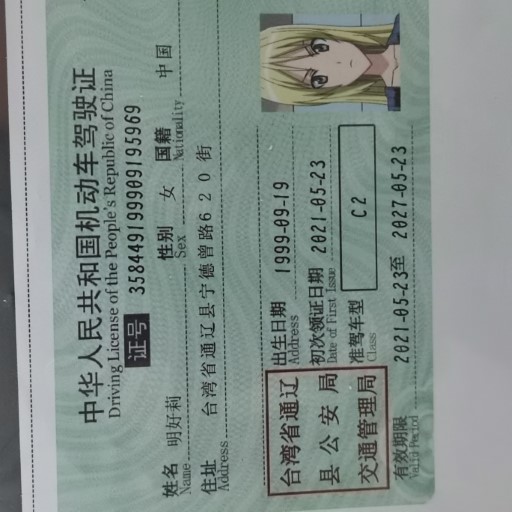 中华人民共和国机动车驾驶证
Driving License of the People's Republic of China
证号 358449199909195969
姓名 明好莉 性别 女 国籍 中国
Name Sex Nationality
住址 台湾省通辽县宁德曾路620街
Address
出生日期 1999-09-19
Address
初次领证日期 2021-05-23
Date of First Issue
准驾车型 C2
Class
台湾省通辽
县公安局
交通管理局
有效期限 2021-05-23至 2027-05-23
Valid Period